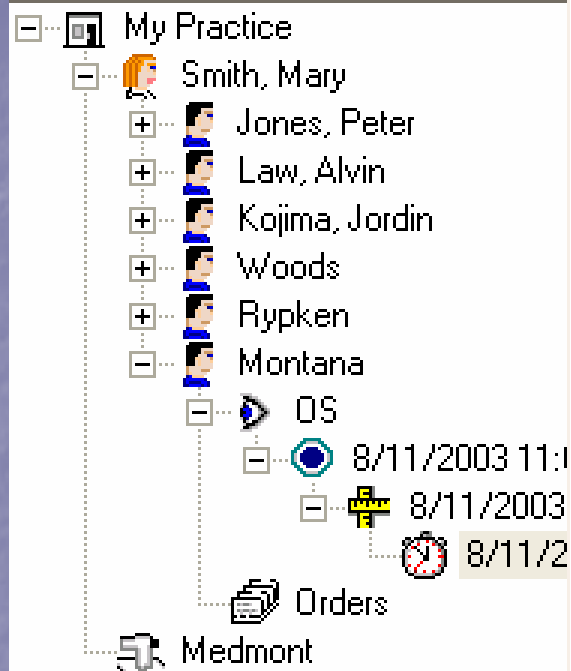 My Practice
Smith, Mary
Jones, Peter
Law, Alvin
Kojima, Jordin
Woods
Rypken
Montana
OS
8/11/2003 11:
8/11/2003
8/11/2
Orders
Medmont